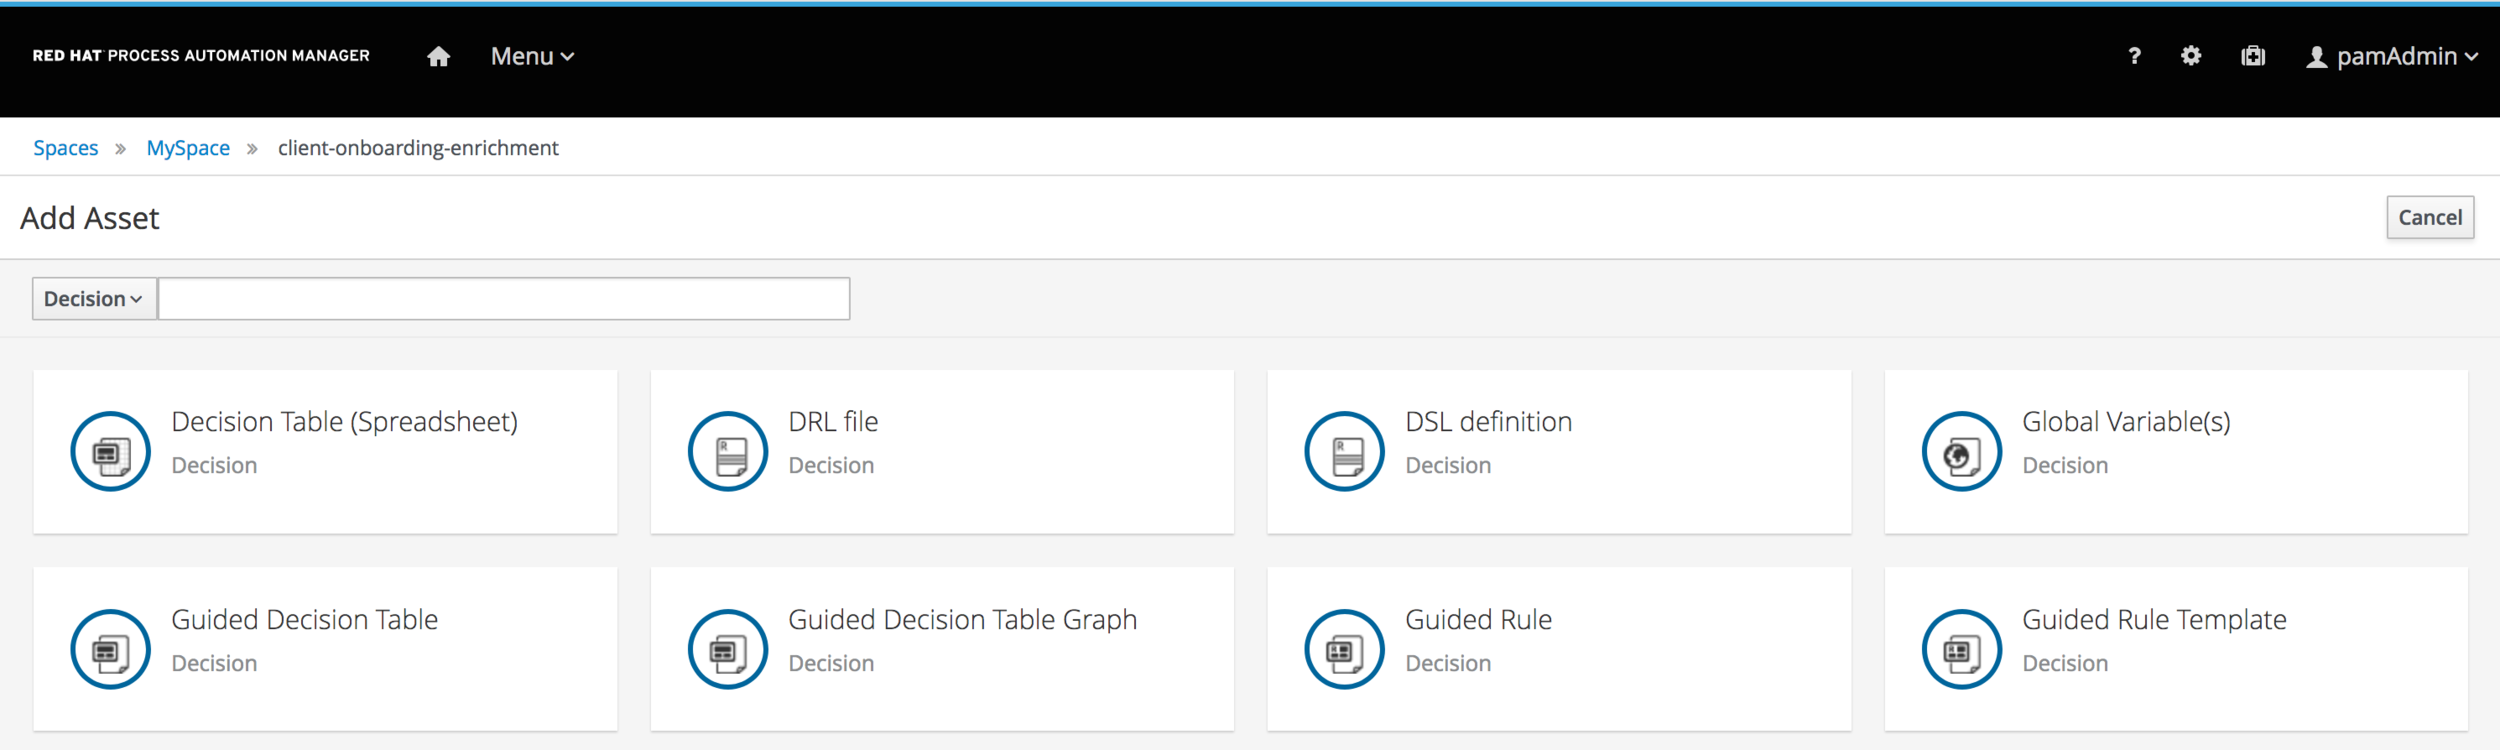 RED HAT PROCESS AUTOMATION MANAGER Menu ? pamAdmin
Spaces » MySpace » client-onboarding-enrichment
Add Asset Cancel
Decision
Decision Table (Spreadsheet)
Decision
DRL file
Decision
DSL definition
Decision
Global Variable(s)
Decision
Guided Decision Table
Decision
Guided Decision Table Graph
Decision
Guided Rule
Decision
Guided Rule Template
Decision